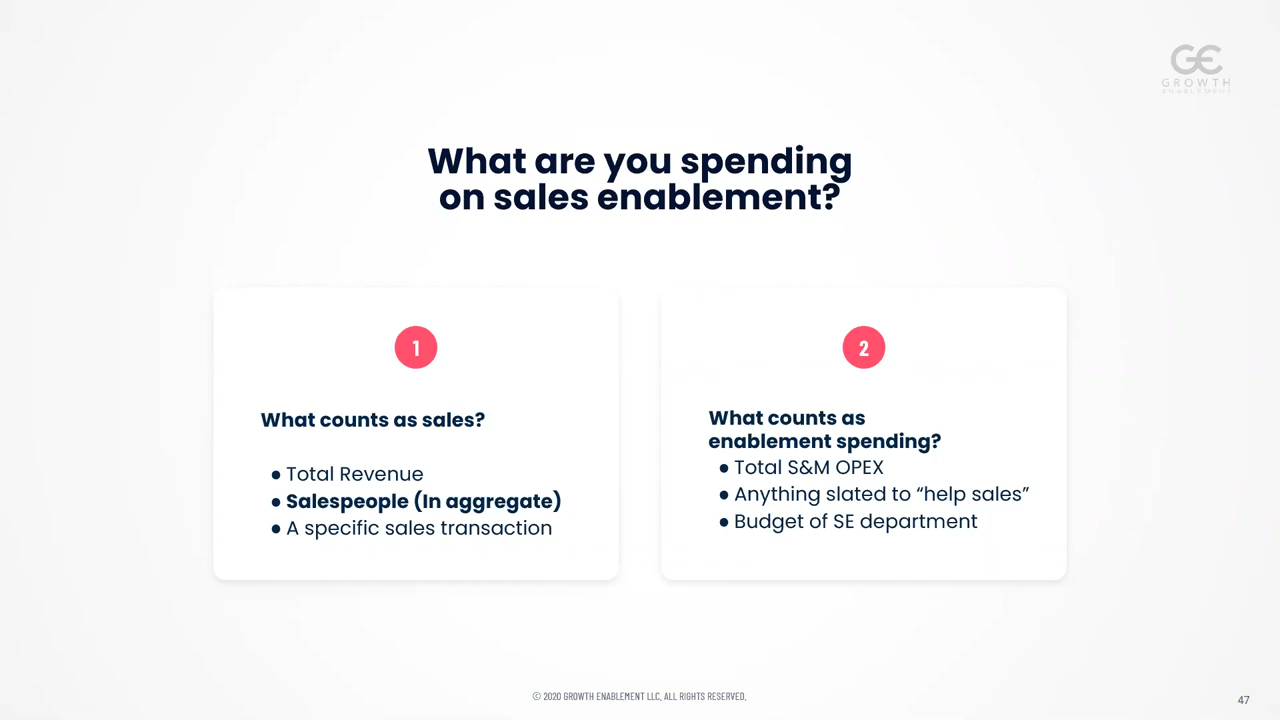 GE
GROWTH
ENABLEMENT
What are you spending
on sales enablement?
1
What counts as sales?
● Total Revenue
● Salespeople (In aggregate)
● A specific sales transaction
2
What counts as
enablement spending?
● Total S&M OPEX
● Anything slated to “help sales”
● Budget of SE department
© 2020 GROWTH ENABLEMENT LLC, ALL RIGHTS RESERVED.
47